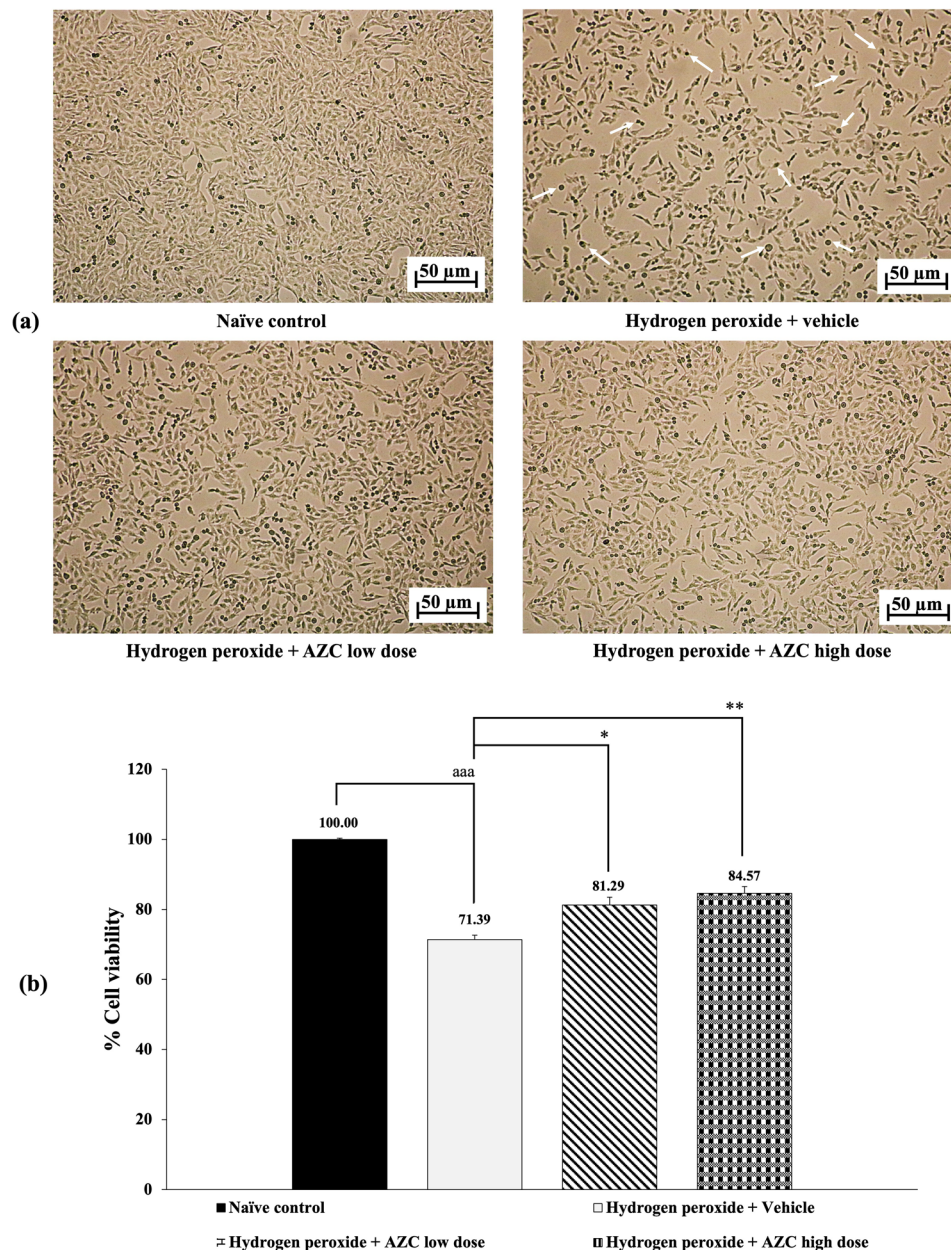 50 µm
50 µm
(a)
Naïve control
Hydrogen peroxide + vehicle
50 µm
50 µm
Hydrogen peroxide + AZC low dose
Hydrogen peroxide + AZC high dose
**
*
aaa
120
100
80
60
40
20
0
100.00
71.39
81.29
84.57
(b)
% Cell viability
Naïve control
Hydrogen peroxide + Vehicle
Hydrogen peroxide + AZC low dose
Hydrogen peroxide + AZC high dose